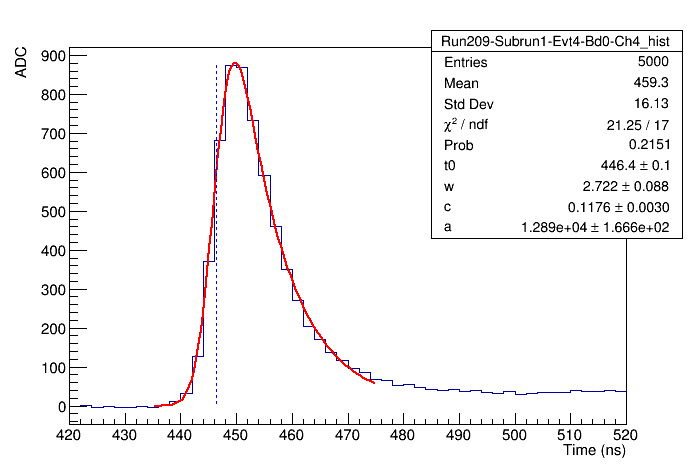 Run209-Subrun1-Evt4-Bd0-Ch4_hist
Entries 5000
Mean 459.3
Std Dev 16.13
χ² / ndf 21.25 / 17
Prob 0.2151
t0 446.4 ± 0.1
w 2.722 ± 0.088
c 0.1176 ± 0.0030
a 1.289e+04 ± 1.666e+02
ADC
900
800
700
600
500
400
300
200
100
0
420 430 440 450 460 470 480 490 500 510 520
Time (ns)